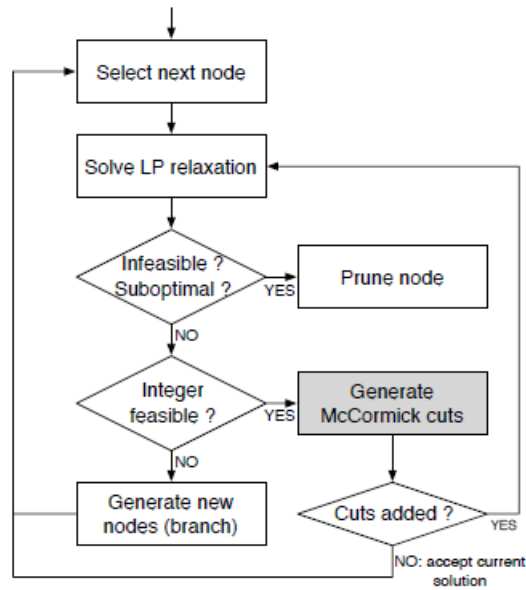 Select next node
Solve LP relaxation
Infeasible ?
Suboptimal ?
YES
Prune node
NO
Integer
feasible ?
YES
Generate
McCormick cuts
NO
Generate new
nodes (branch)
Cuts added ?
YES
NO: accept current
solution